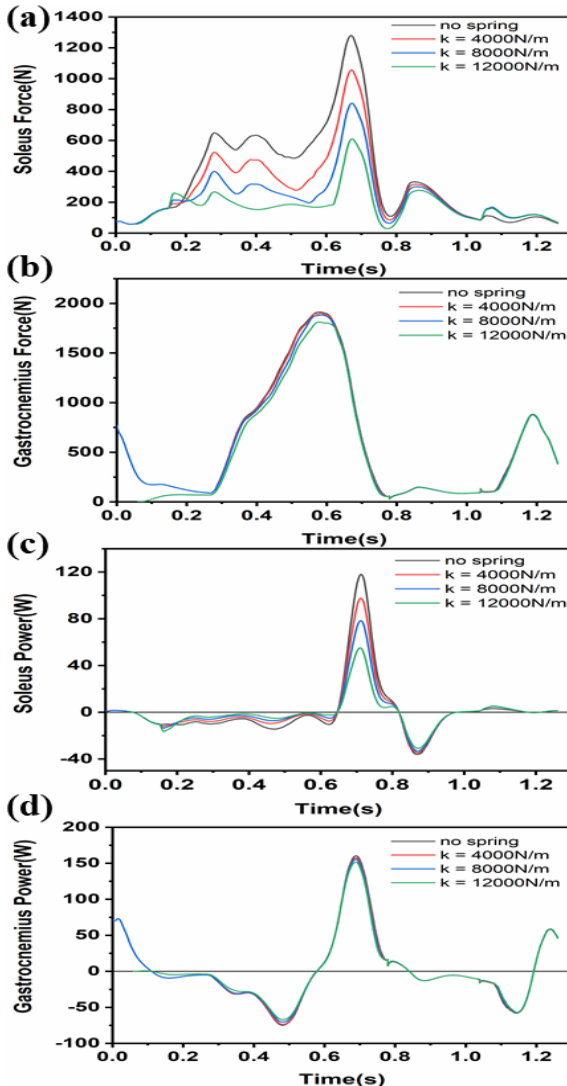 (a)
1400
1200
1000
800
600
400
200
0
Soleus Force(N)
no spring
k = 4000N/m
k = 8000N/m
k = 12000N/m
0.0 0.2 0.4 0.6 0.8 1.0 1.2
Time(s)
(b)
2000
1500
1000
500
0
Gastrocnemius Force(N)
no spring
k = 4000N/m
k = 8000N/m
k = 12000N/m
0.0 0.2 0.4 0.6 0.8 1.0 1.2
Time(s)
(c)
120
80
40
0
-40
Soleus Power(W)
no spring
k = 4000N/m
k = 8000N/m
k = 12000N/m
0.0 0.2 0.4 0.6 0.8 1.0 1.2
Time(s)
(d)
200
150
100
50
0
-50
-100
Gastrocnemius Power(W)
no spring
k = 4000N/m
k = 8000N/m
k = 12000N/m
0.0 0.2 0.4 0.6 0.8 1.0 1.2
Time(s)